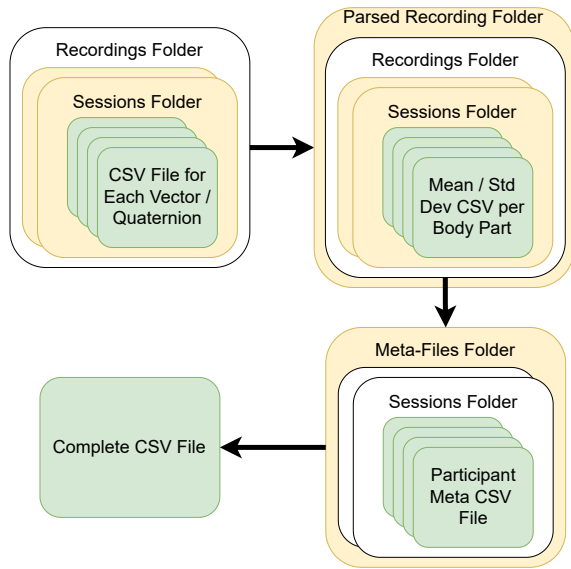 Recordings Folder
Sessions Folder
CSV File for
Each Vector /
Quaternion
Parsed Recording Folder
Recordings Folder
Sessions Folder
Mean / Std
Dev CSV per
Body Part
Meta-Files Folder
Sessions Folder
Participant
Meta CSV
File
Complete CSV File